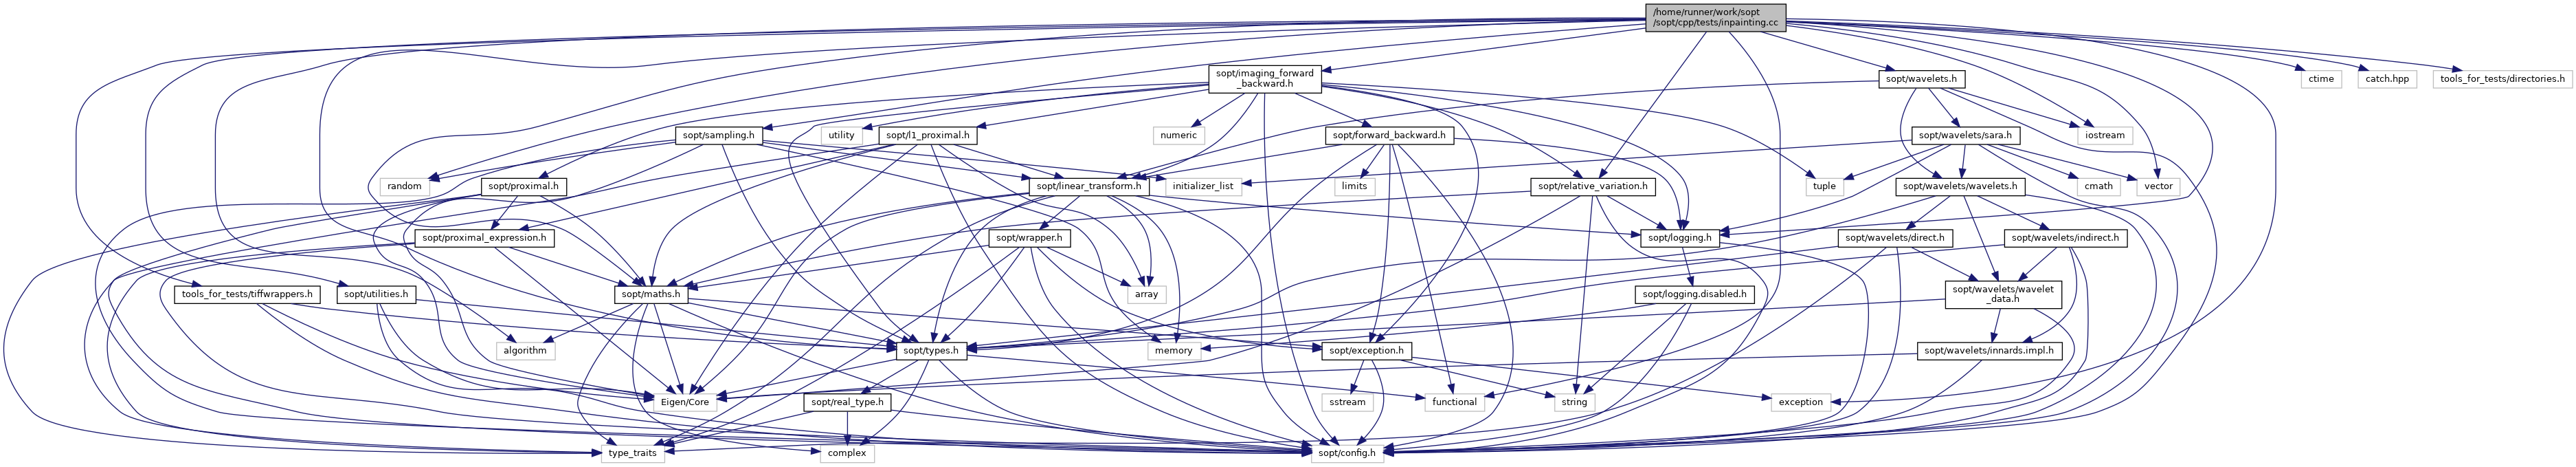 /home/runner/work/sopt
/sopt/cpp/tests/inpainting.cc
sopt/imaging_forward
_backward.h
sopt/wavelets.h
ctime
catch.hpp
tools_for_tests/directories.h
sopt/sampling.h
utility
sopt/l1_proximal.h
numeric
sopt/forward_backward.h
sopt/wavelets/sara.h
iostream
random
sopt/proximal.h
sopt/linear_transform.h
initializer_list
limits
sopt/relative_variation.h
tuple
sopt/wavelets/wavelets.h
cmath
vector
sopt/proximal_expression.h
sopt/wrapper.h
sopt/logging.h
sopt/wavelets/direct.h
sopt/wavelets/indirect.h
tools_for_tests/tiffwrappers.h
sopt/utilities.h
sopt/maths.h
array
sopt/logging.disabled.h
sopt/wavelets/wavelet
_data.h
algorithm
sopt/types.h
memory
sopt/exception.h
sopt/wavelets/innards.impl.h
Eigen/Core
sopt/real_type.h
sstream
functional
string
exception
type_traits
complex
sopt/config.h